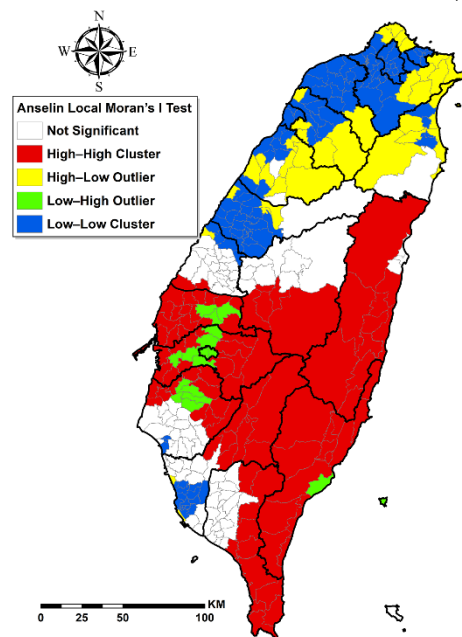 N
W
E
S
Anselin Local Moran's I Test
Not Significant
High–High Cluster
High–Low Outlier
Low–High Outlier
Low–Low Cluster
KM
0 25 50 100